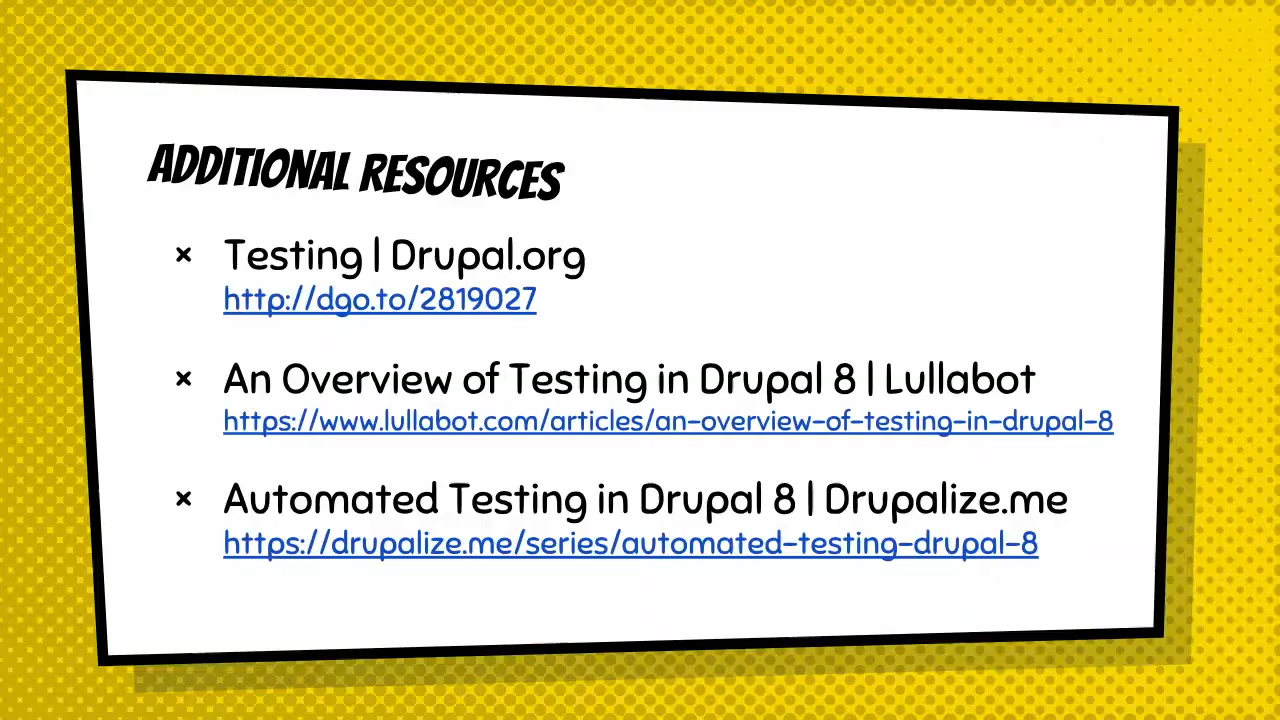 ADDITIONAL RESOURCES
× Testing | Drupal.org
http://dgo.to/2819027
× An Overview of Testing in Drupal 8 | Lullabot
https://www.lullabot.com/articles/an-overview-of-testing-in-drupal-8
× Automated Testing in Drupal 8 | Drupalize.me
https://drupalize.me/series/automated-testing-drupal-8